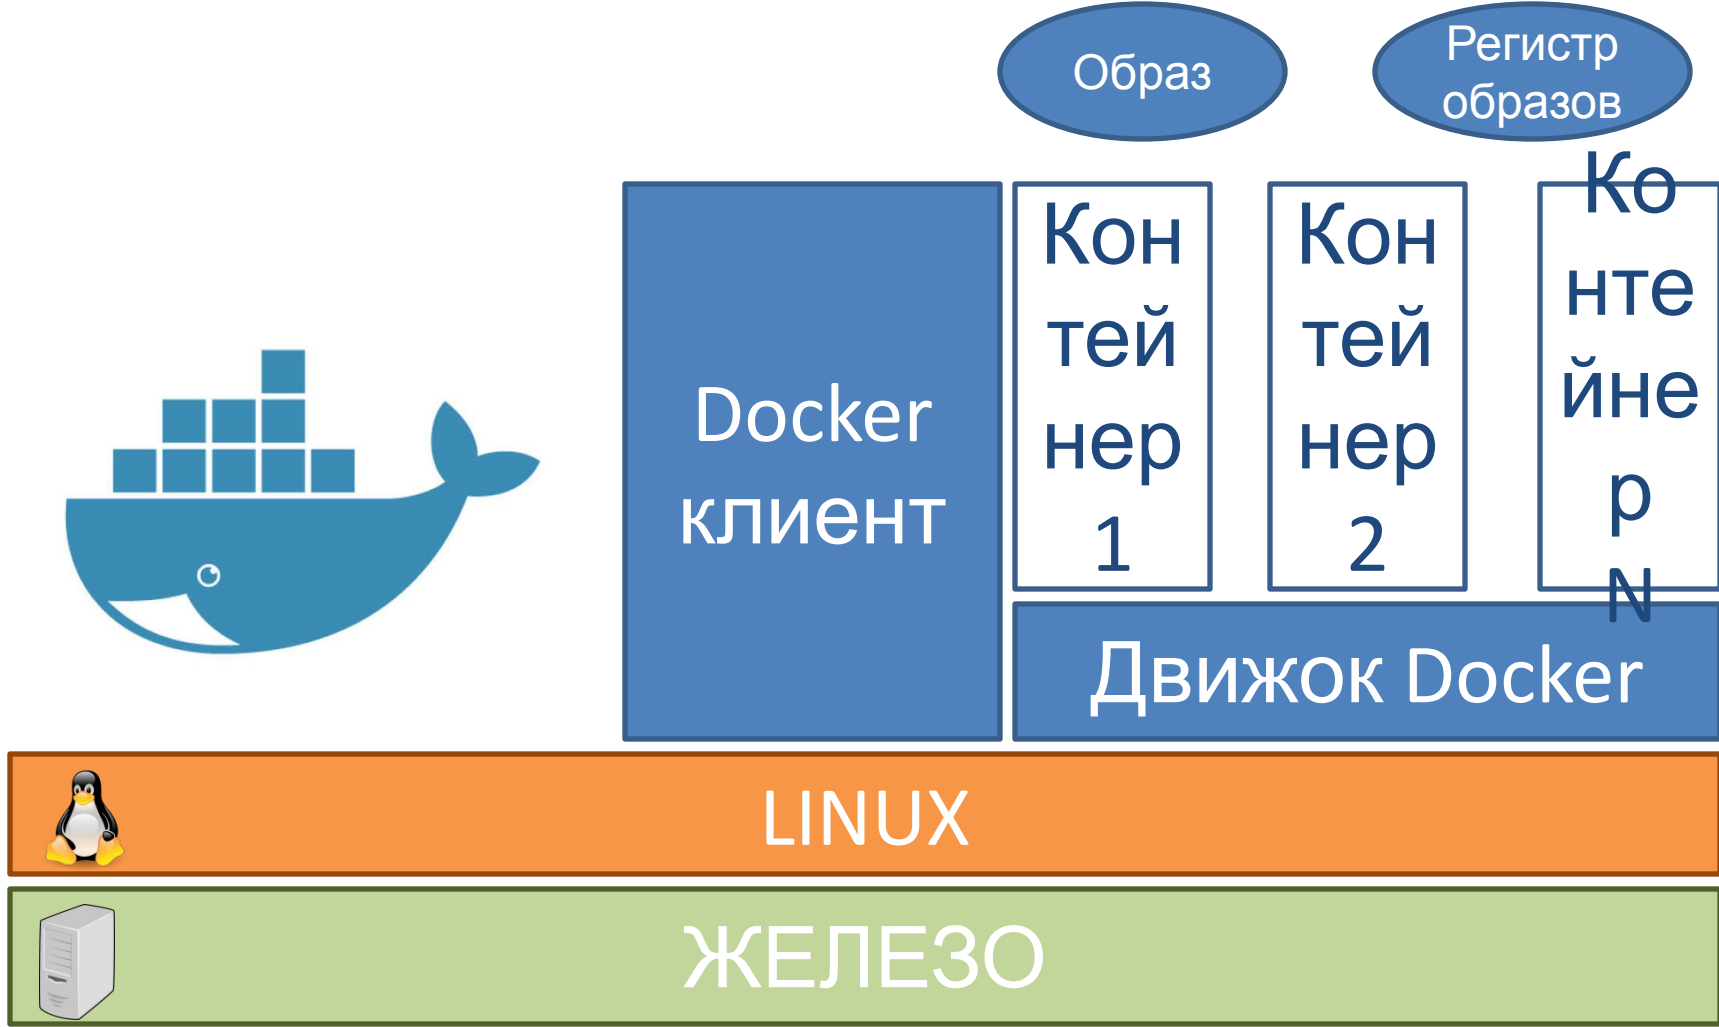 Образ
Регистр
образов
Docker
клиент
Кон
тей
нер
1
Кон
тей
нер
2
Ко
нте
йне
р
N
Движок Docker
LINUX
ЖЕЛЕЗО